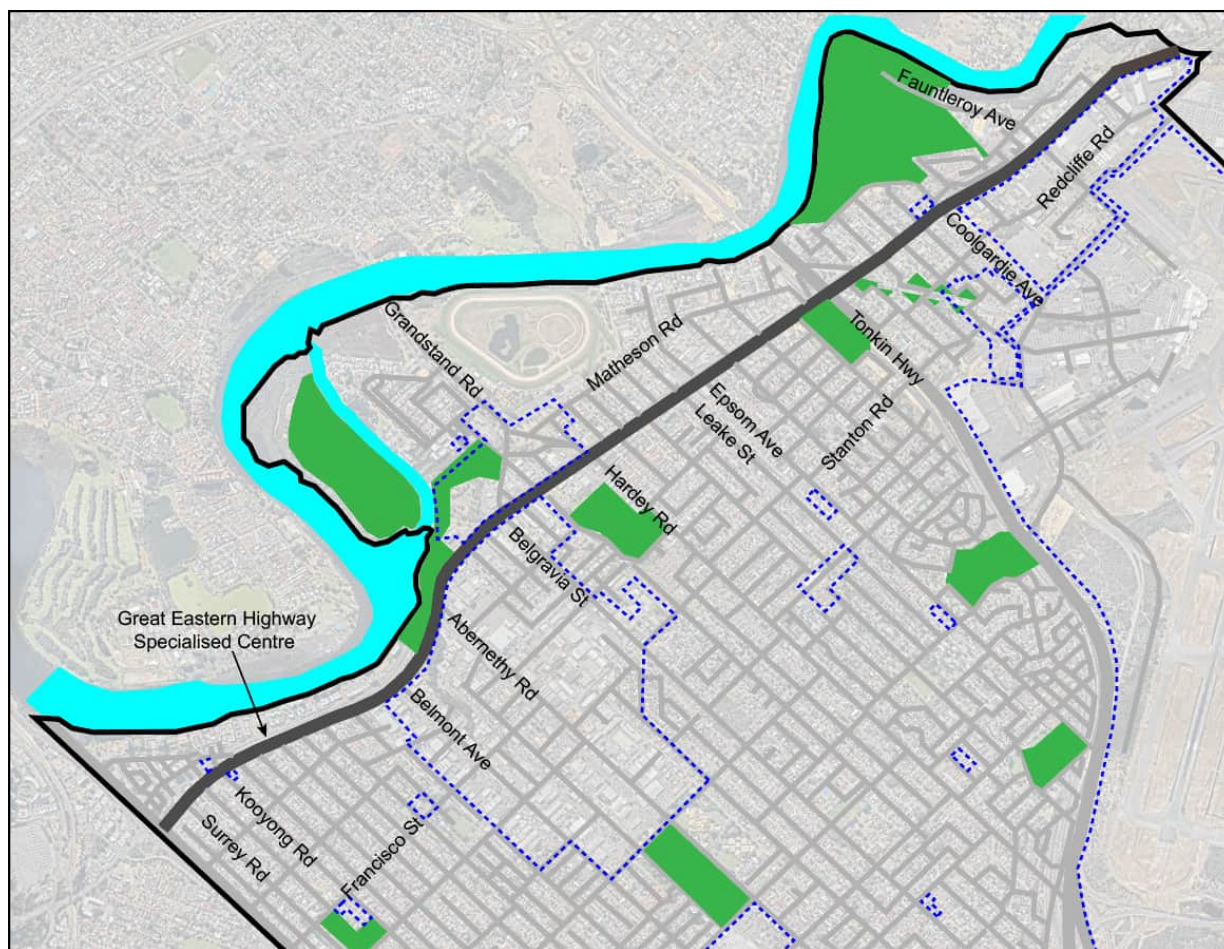 Fauntleroy Ave
Redcliffe Rd
Coolgardie Ave
Grandstand Rd
Matheson Rd
Tonkin Hwy
Epsom Ave
Leake St
Stanton Rd
Hardey Rd
Belgravia St
Great Eastern Highway
Specialised Centre
Abernethy Rd
Belmont Ave
Kooyong Rd
Surrey Rd
Francisco St